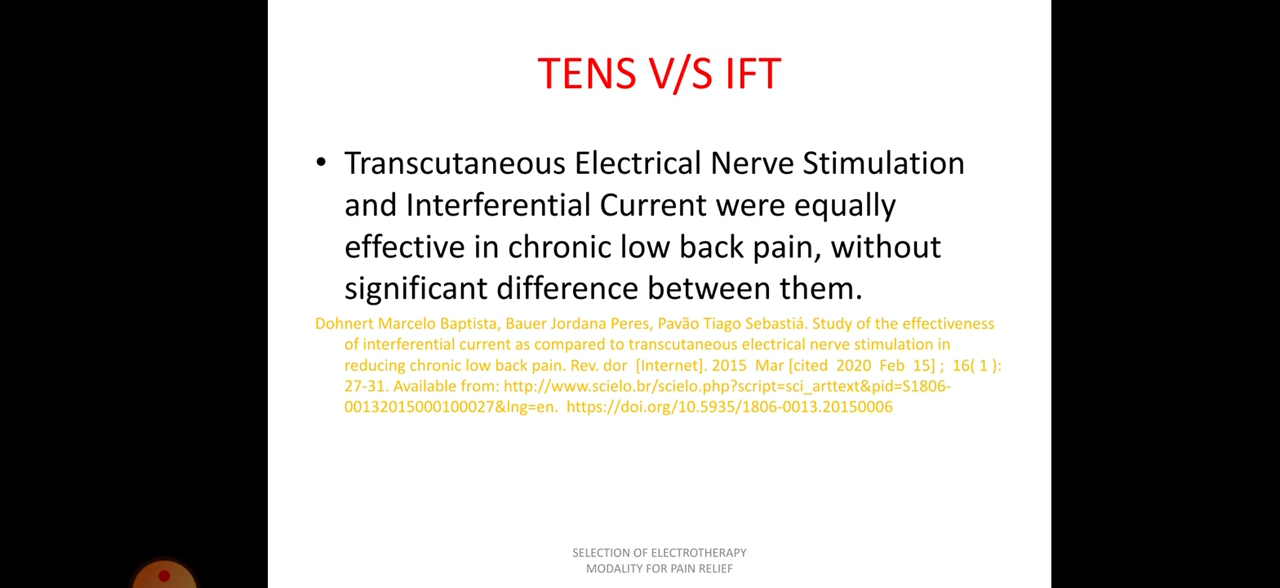 TENS V/S IFT
• Transcutaneous Electrical Nerve Stimulation
and Interferential Current were equally
effective in chronic low back pain, without
significant difference between them.
Dohnert Marcelo Baptista, Bauer Jordana Peres, Pavão Tiago Sebastiá. Study of the effectiveness
of interferential current as compared to transcutaneous electrical nerve stimulation in
reducing chronic low back pain. Rev. dor [Internet]. 2015 Mar [cited 2020 Feb 15] ; 16( 1 ):
27-31. Available from: http://www.scielo.br/scielo.php?script=sci_arttext&pid=S1806-
00132015000100027&lng=en. https://doi.org/10.5935/1806-0013.20150006
SELECTION OF ELECTROTHERAPY
MODALITY FOR PAIN RELIEF